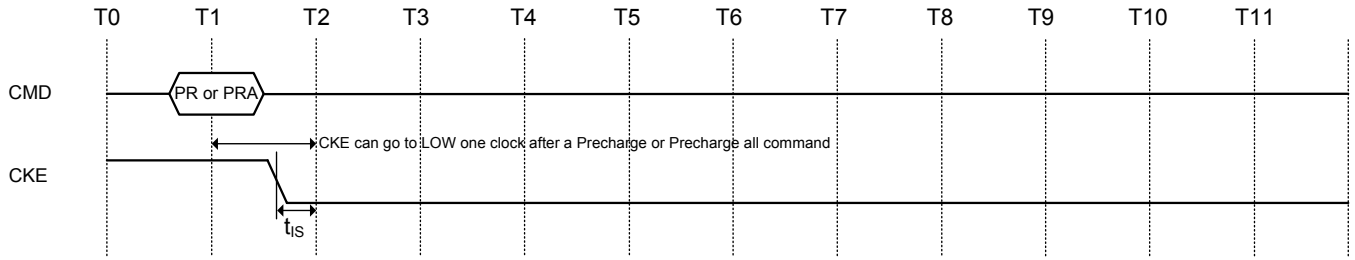 T0 T1 T2 T3 T4 T5 T6 T7 T8 T9 T10 T11
CMD PR or PRA
CKE can go to LOW one clock after a Precharge or Precharge all command
CKE
tIS